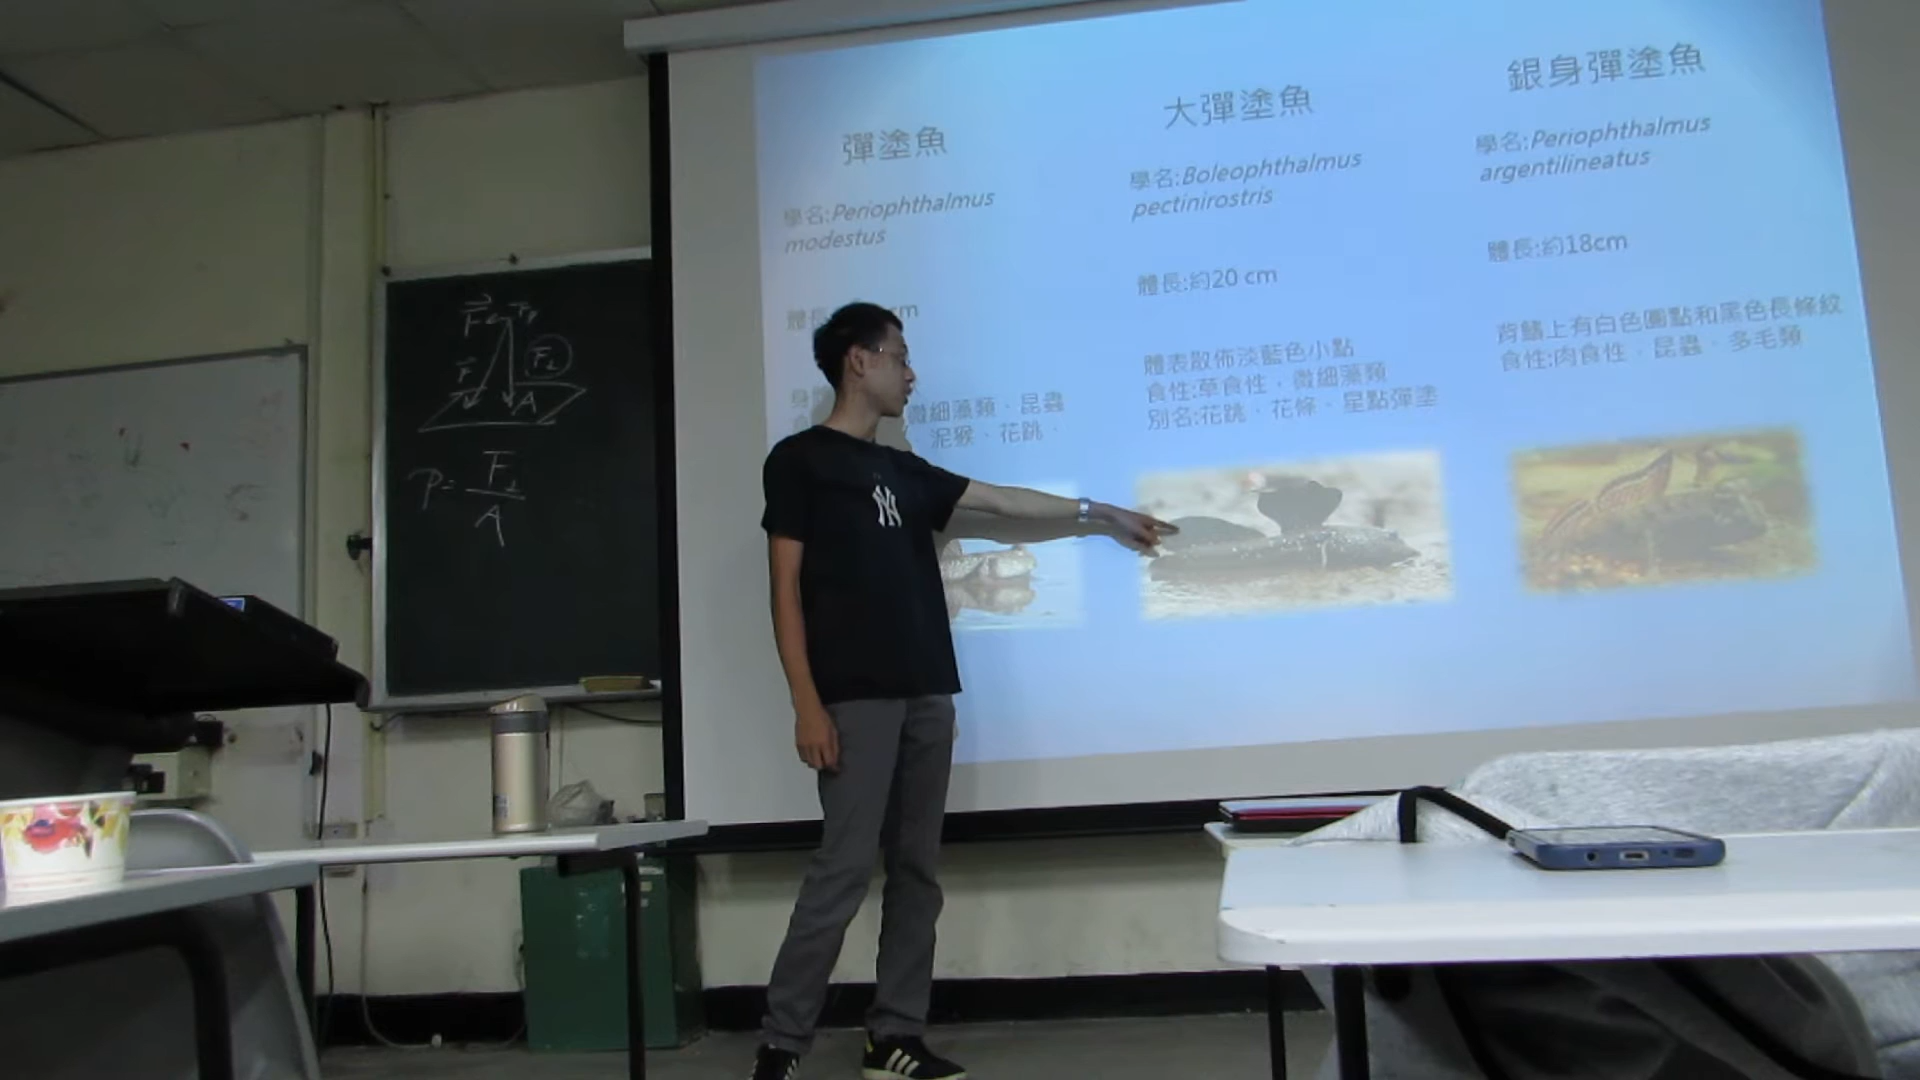 彈塗魚
學名:Periophthalmus
modestus
體長
cm
微細藻類、昆蟲
泥猴、花跳、
大彈塗魚
學名:Boleophthalmus
pectinirostris
體長:約20 cm
體表散佈淡藍色小點
食性:草食性,微細藻類
別名:花跳、花條、星點彈塗
銀身彈塗魚
學名:Periophthalmus
argentilineatus
體長:約18cm
背鰭上有白色圓點和黑色長條紋
食性:肉食性、昆蟲、多毛類
F
F⊥
A
P= F⊥
A
NY